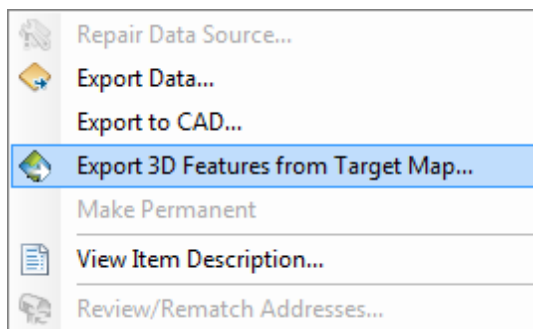 Repair Data Source...
Export Data...
Export to CAD...
Export 3D Features from Target Map...
Make Permanent
View Item Description...
Review/Rematch Addresses...